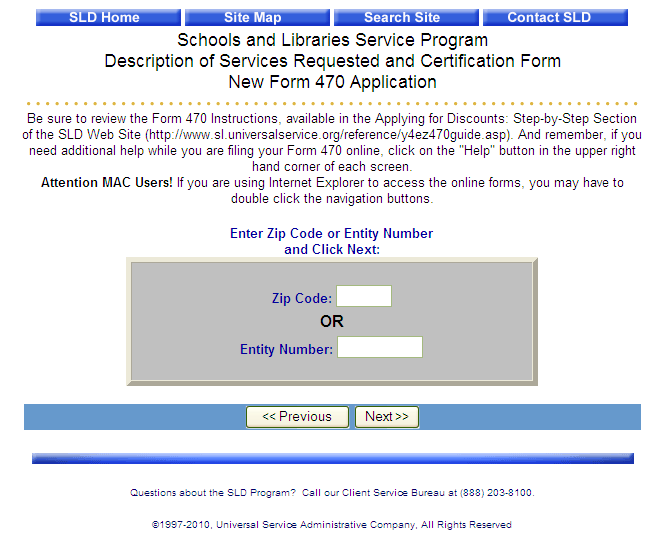 SLD Home Site Map Search Site Contact SLD
Schools and Libraries Service Program
Description of Services Requested and Certification Form
New Form 470 Application
Be sure to review the Form 470 Instructions, available in the Applying for Discounts: Step-by-Step Section
of the SLD Web Site (http://www.sl.universalservice.org/reference/y4ez470guide.asp). And remember, if you
need additional help while you are filing your Form 470 online, click on the "Help" button in the upper right
hand corner of each screen.
Attention MAC Users! If you are using Internet Explorer to access the online forms, you may have to
double click the navigation buttons.
Enter Zip Code or Entity Number
and Click Next:
Zip Code:
OR
Entity Number:
<< Previous Next >>
Questions about the SLD Program? Call our Client Service Bureau at (888) 203-8100.
©1997-2010, Universal Service Administrative Company, All Rights Reserved